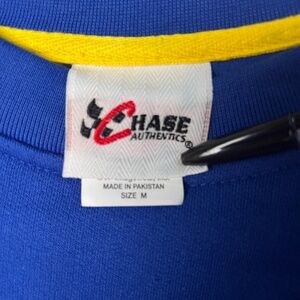 CHASE
AUTHENTICS®
MADE IN PAKISTAN
SIZE M